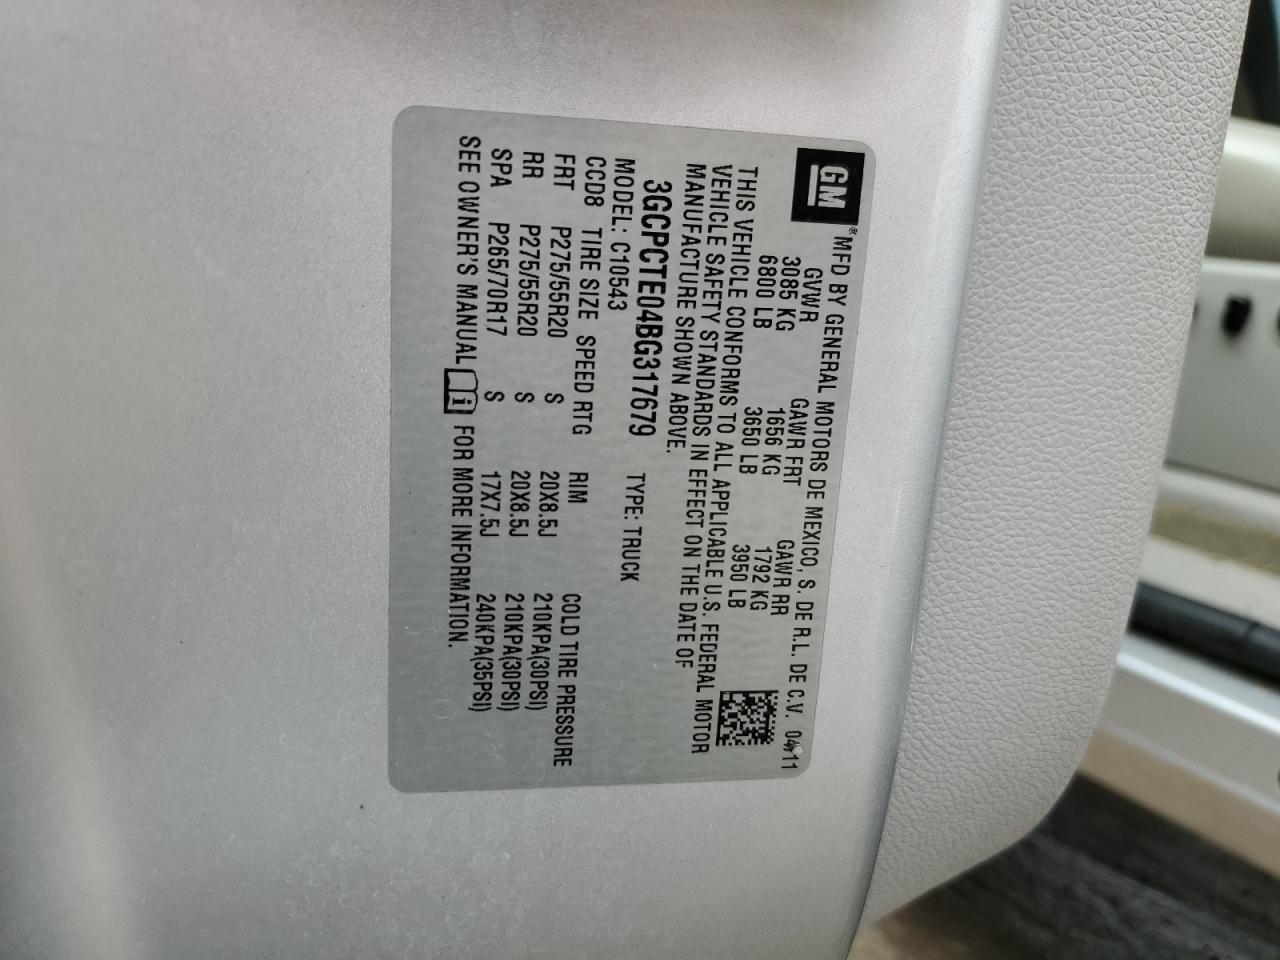 GM
®MFD BY GENERAL MOTORS DE MEXICO, S. DE R.L. DE C.V. 04/11
GVWR GAWR FRT GAWR RR
3085 KG 1656 KG 1792 KG
6800 LB 3650 LB 3950 LB
THIS VEHICLE CONFORMS TO ALL APPLICABLE U.S. FEDERAL MOTOR
VEHICLE SAFETY STANDARDS IN EFFECT ON THE DATE OF
MANUFACTURE SHOWN ABOVE.
3GCPCTE04BG317679 TYPE: TRUCK
MODEL: C10543
CCD8 TIRE SIZE SPEED RTG RIM COLD TIRE PRESSURE
FRT P275/55R20 S 20X8.5J 210KPA(30PSI)
RR P275/55R20 S 20X8.5J 210KPA(30PSI)
SPA P265/70R17 S 17X7.5J 240KPA(35PSI)
SEE OWNER'S MANUAL i FOR MORE INFORMATION.